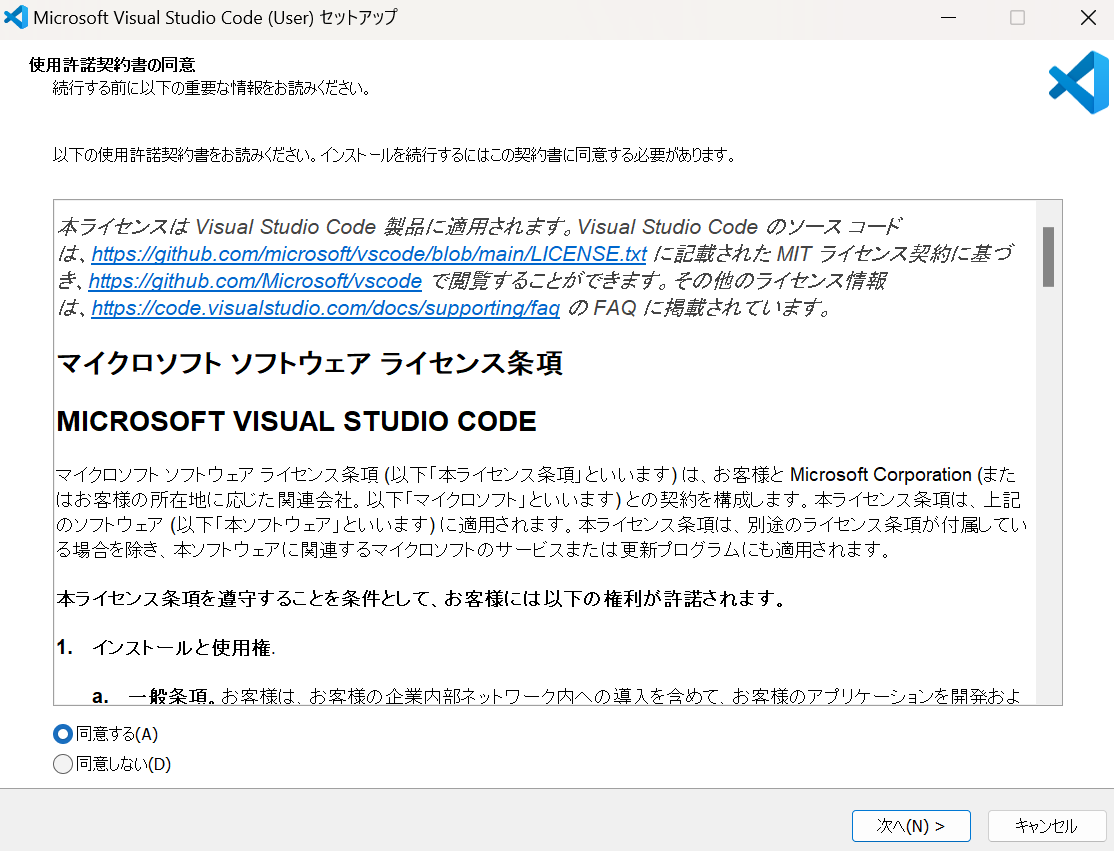 Microsoft Visual Studio Code (User) セットアップ
使用許諾契約書の同意
続行する前に以下の重要な情報をお読みください。
以下の使用許諾契約書をお読みください。インストールを続行するにはこの契約書に同意する必要があります。
本ライセンスは Visual Studio Code 製品に適用されます。Visual Studio Code のソース コード
は、https://github.com/microsoft/vscode/blob/main/LICENSE.txt に記載された MIT ライセンス契約に基づ
き、https://github.com/Microsoft/vscode で閲覧することができます。その他のライセンス情報
は、https://code.visualstudio.com/docs/supporting/faq の FAQ に掲載されています。
マイクロソフト ソフトウェア ライセンス条項
MICROSOFT VISUAL STUDIO CODE
マイクロソフト ソフトウェア ライセンス条項 (以下「本ライセンス条項」といいます) は、お客様と Microsoft Corporation (また
はお客様の所在地に応じた関連会社。以下「マイクロソフト」といいます) との契約を構成します。本ライセンス条項は、上記
のソフトウェア (以下「本ソフトウェア」といいます) に適用されます。本ライセンス条項は、別途のライセンス条項が付属してい
る場合を除き、本ソフトウェアに関連するマイクロソフトのサービスまたは更新プログラムにも適用されます。
本ライセンス条項を遵守することを条件として、お客様には以下の権利が許諾されます。
1. インストールと使用権.
a. 一般条項。お客様は、お客様の企業内部ネットワーク内への導入を含めて、お客様のアプリケーションを開発およ
同意する(A)
同意しない(D)
次へ(N) >
キャンセル